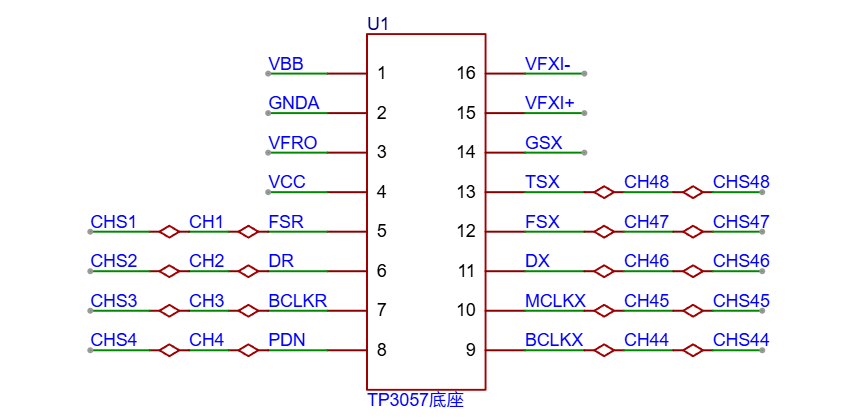 U1
VBB 1 16 VFXI-
GNDA 2 15 VFXI+
VFRO 3 14 GSX
VCC 4 13 TSX CH48 CHS48
CHS1 CH1 FSR 5 12 FSX CH47 CHS47
CHS2 CH2 DR 6 11 DX CH46 CHS46
CHS3 CH3 BCLKR 7 10 MCLKX CH45 CHS45
CHS4 CH4 PDN 8 9 BCLKX CH44 CHS44
TP3057底座